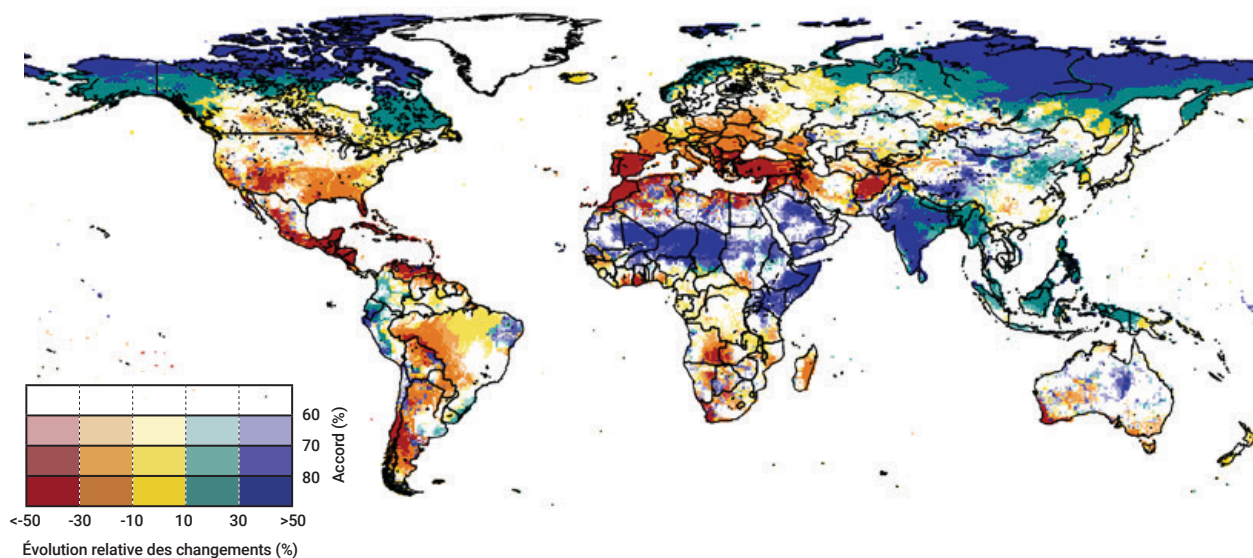 60
70
80
Accord (%)
<-50 -30 -10 10 30 >50
Évolution relative des changements (%)